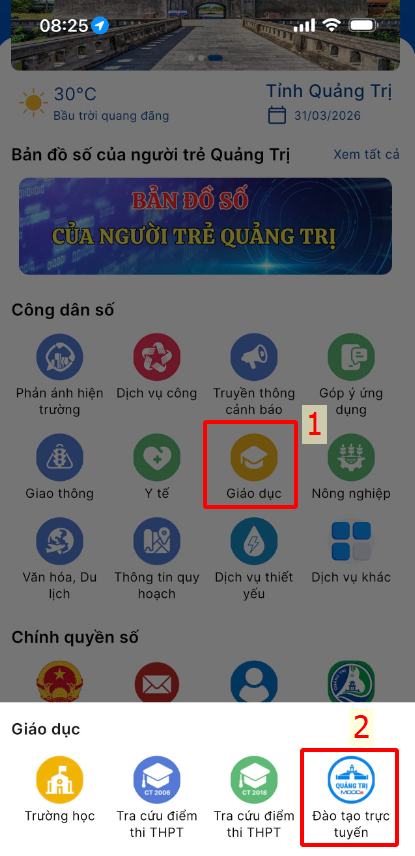 08:25
30°C
Bầu trời quang đãng
Tỉnh Quảng Trị
31/03/2026
Bản đồ số của người trẻ Quảng Trị
Xem tất cả
BẢN ĐỒ SỐ
CỦA NGƯỜI TRẺ QUẢNG TRỊ
Công dân số
Phản ánh hiện
trường
Dịch vụ công
Truyền thông
cảnh báo
Góp ý ứng
dụng
1
Giao thông
Y tế
Giáo dục
Nông nghiệp
Văn hóa, Du
lịch
Thông tin quy
hoạch
Dịch vụ thiết
yếu
Dịch vụ khác
Chính quyền số
Giáo dục
2
Trường học
CT 2006
Tra cứu điểm
thi THPT
CT 2018
Tra cứu điểm
thi THPT
QUẢNG TRỊ
MOOCs
Đào tạo trực
tuyến